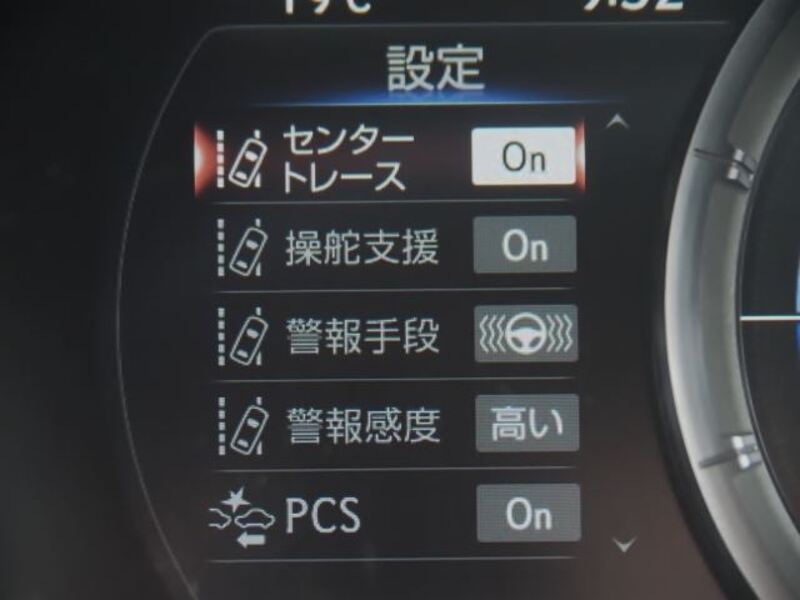 設定
センター
トレース
On
操舵支援 On
警報手段
警報感度 高い
PCS On